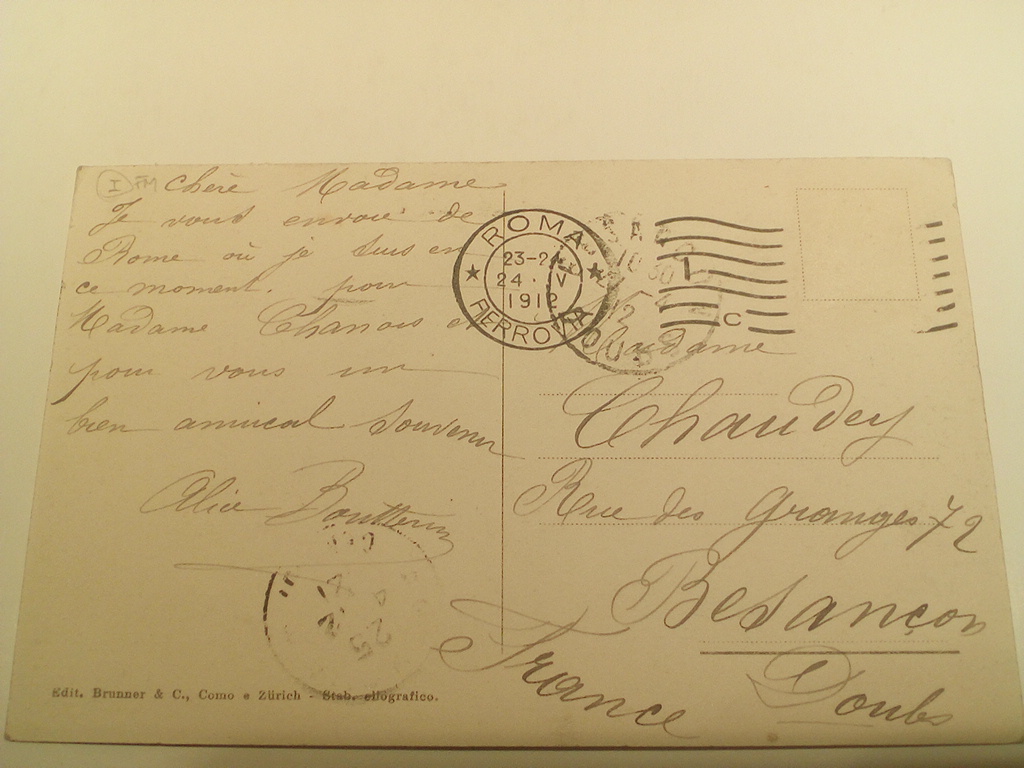 I FM
Chère Madame
Je vous envoie de
Rome où je suis en
ce moment. pour
Madame Chanois et
pour vous un
bien amical souvenir
Alice
Edit. Brunner & C., Como e Zürich - Stab. eliografico.
ROMA
23-24
24 · V
1912
FERROVIA
C
Madame
Chaudey
Rue des Granges 72
Besançon
Doubs
France
25